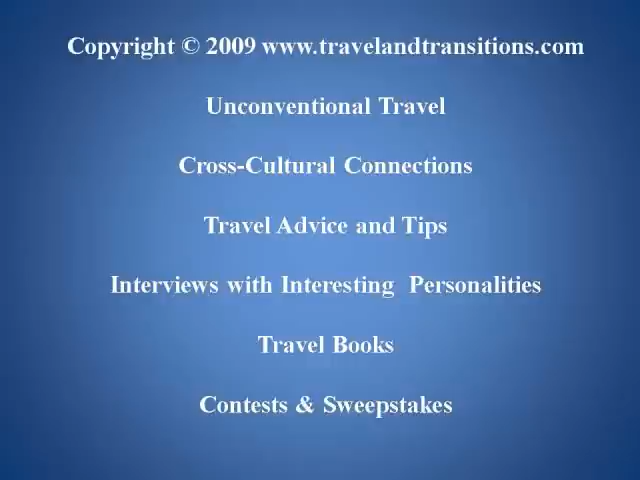 Copyright © 2009 www.travelandtransitions.com
Unconventional Travel
Cross-Cultural Connections
Travel Advice and Tips
Interviews with Interesting  Personalities
Travel Books
Contests & Sweepstakes